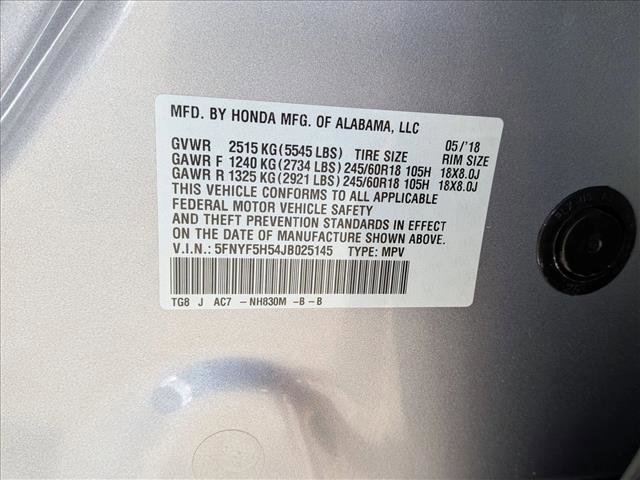 MFD. BY HONDA MFG. OF ALABAMA, LLC 05/'18
GVWR 2515 KG(5545 LBS) TIRE SIZE RIM SIZE
GAWR F 1240 KG(2734 LBS)245/60R18 105H 18X8.0J
GAWR R 1325 KG(2921 LBS)245/60R18 105H 18X8.0J
THIS VEHICLE CONFORMS TO ALL APPLICABLE
FEDERAL MOTOR VEHICLE SAFETY
AND THEFT PREVENTION STANDARDS IN EFFECT
ON THE DATE OF MANUFACTURE SHOWN ABOVE.
V.I.N.: 5FNYF5H54JB025145 TYPE: MPV
TG8 J AC7 -NH830M -B-B